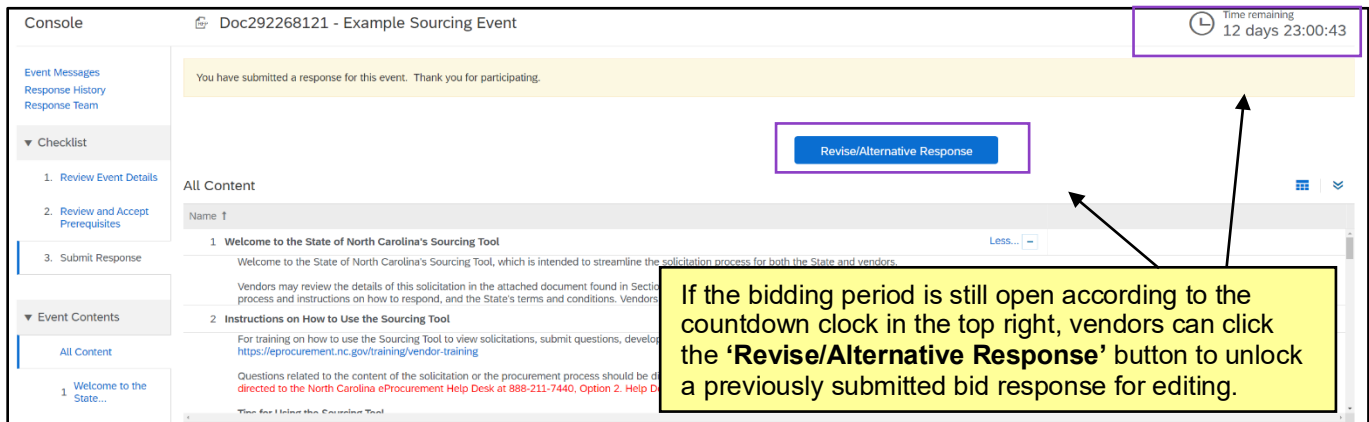 Console
Doc292268121 - Example Sourcing Event
Time remaining
12 days 23:00:43
Event Messages
Response History
Response Team
You have submitted a response for this event. Thank you for participating.
▼ Checklist
1. Review Event Details
2. Review and Accept
Prerequisites
3. Submit Response
▼ Event Contents
All Content
1 Welcome to the
State...
Revise/Alternative Response
All Content
Name ↑
1 Welcome to the State of North Carolina's Sourcing Tool
Less... –
Welcome to the State of North Carolina's Sourcing Tool, which is intended to streamline the solicitation process for both the State and vendors.
Vendors may review the details of this solicitation in the attached document found in Sectio
process and instructions on how to respond, and the State's terms and conditions. Vendors
2 Instructions on How to Use the Sourcing Tool
For training on how to use the Sourcing Tool to view solicitations, submit questions, develop
https://eprocurement.nc.gov/training/vendor-training
Questions related to the content of the solicitation or the procurement process should be di
directed to the North Carolina eProcurement Help Desk at 888-211-7440, Option 2. Help D
Tips for Using the Sourcing Tool
If the bidding period is still open according to the
countdown clock in the top right, vendors can click
the ‘Revise/Alternative Response’ button to unlock
a previously submitted bid response for editing.